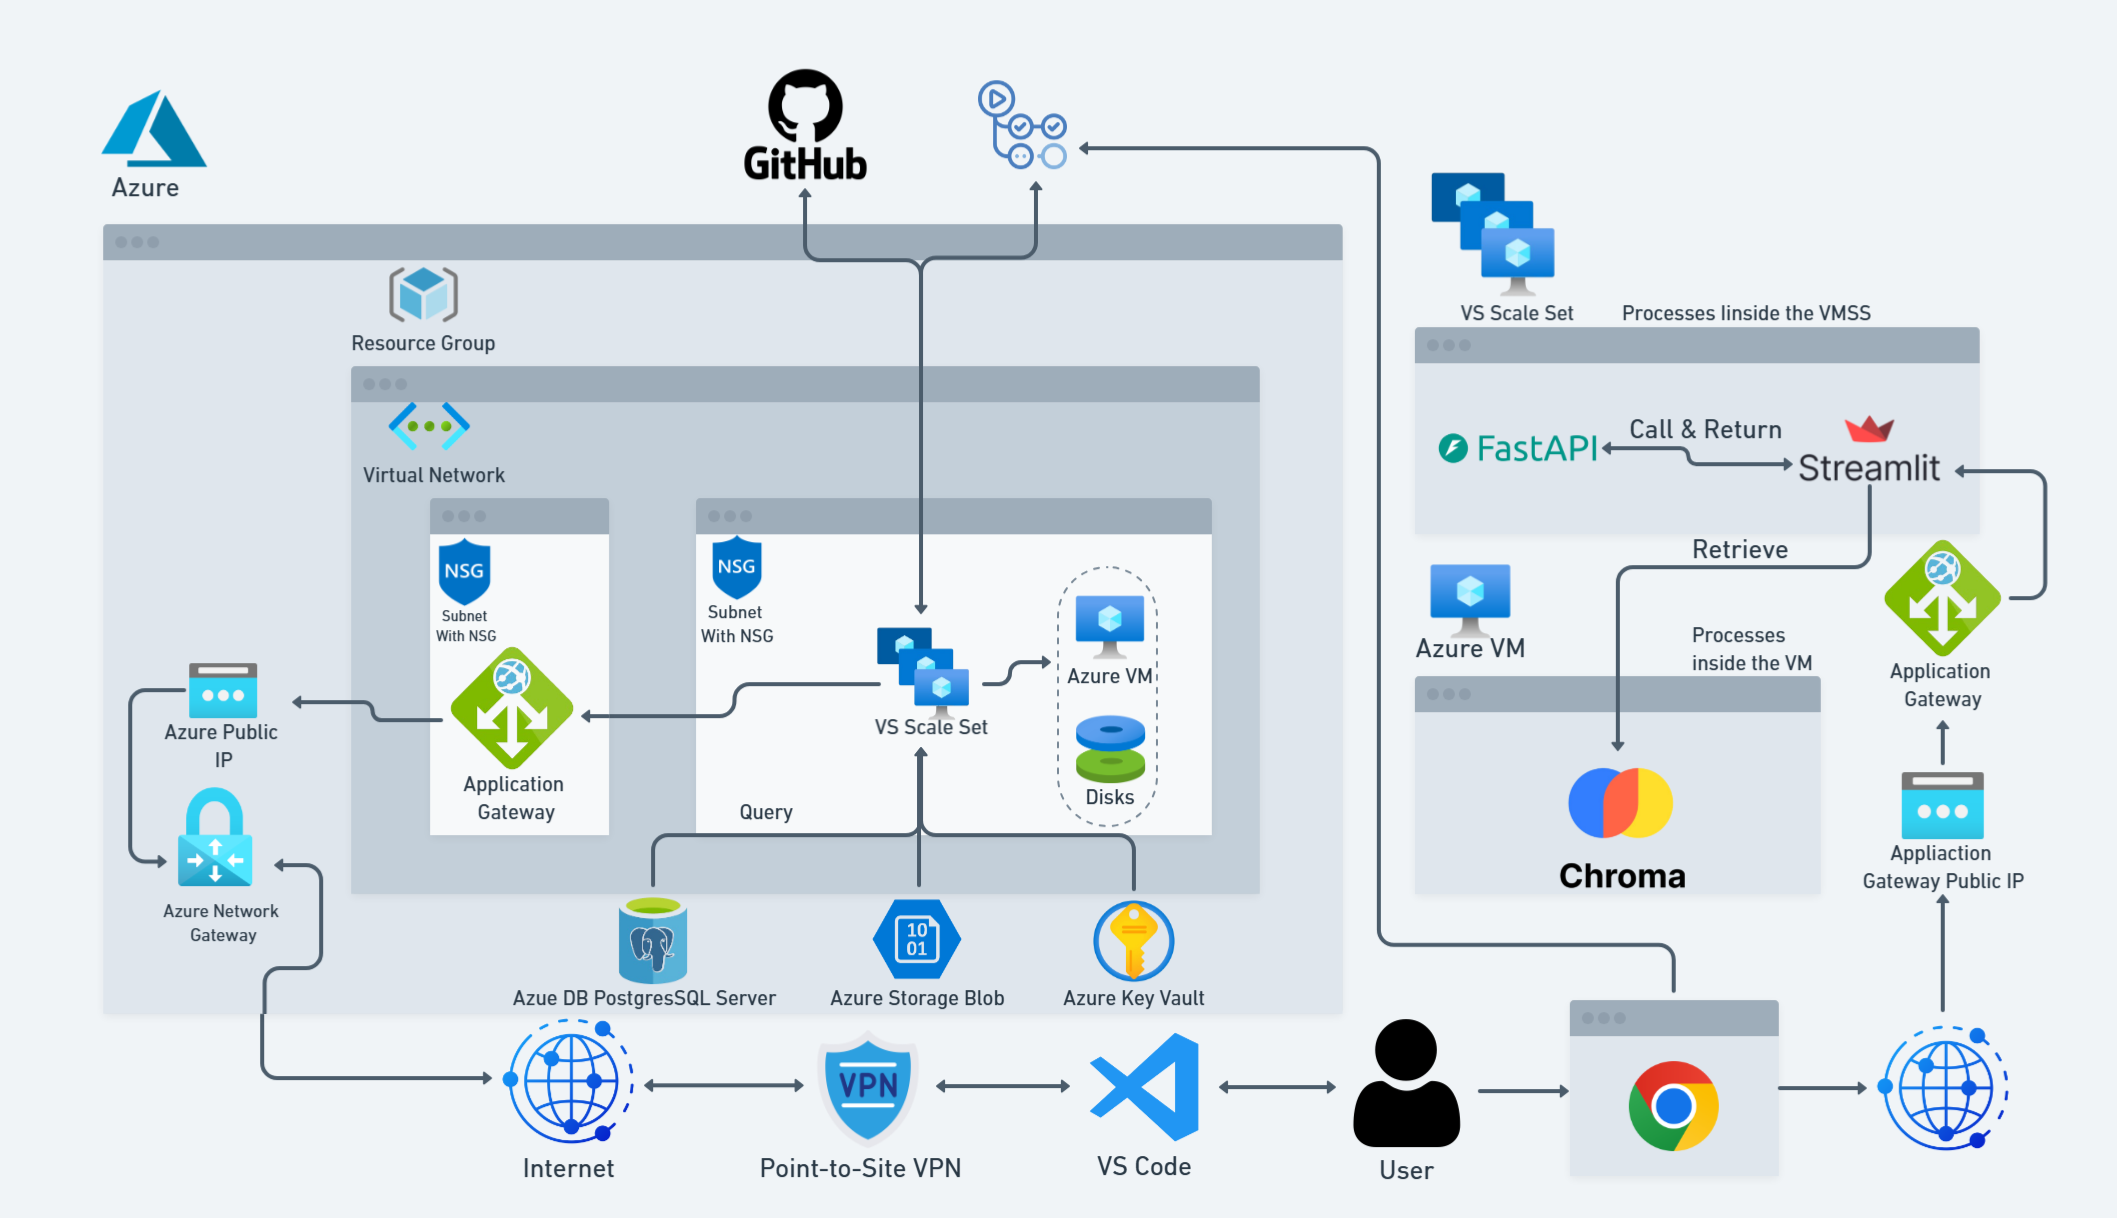 Azure
GitHub
VS Scale Set
Processes Iinside the VMSS
Resource Group
FastAPI
Call & Return
Streamlit
Virtual Network
NSG
Subnet
With NSG
NSG
Subnet
With NSG
Retrieve
Azure VM
Processes
inside the VM
Application
Gateway
Azure VM
VS Scale Set
Disks
Azure Public
IP
Application
Gateway
Query
Chroma
Appliaction
Gateway Public IP
Azure Network
Gateway
10
01
Azue DB PostgresSQL Server
Azure Storage Blob
Azure Key Vault
VPN
Internet
Point-to-Site VPN
VS Code
User